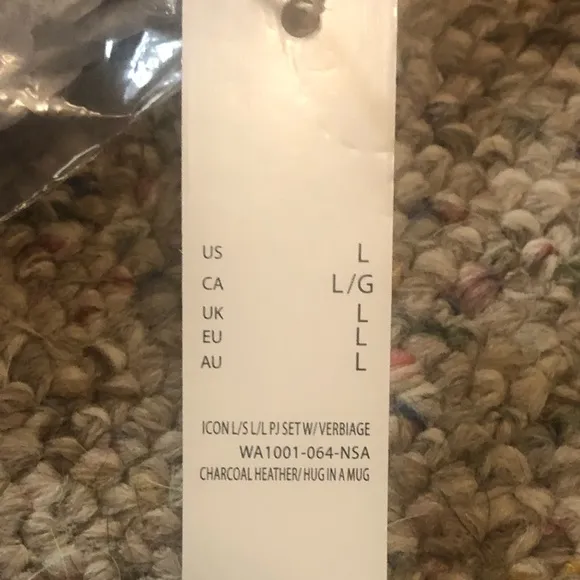 US L
CA L/G
UK L
EU L
AU L
ICON L/S L/L PJ SET W/ VERBIAGE
WA1001-064-NSA
CHARCOAL HEATHER/ HUG IN A MUG